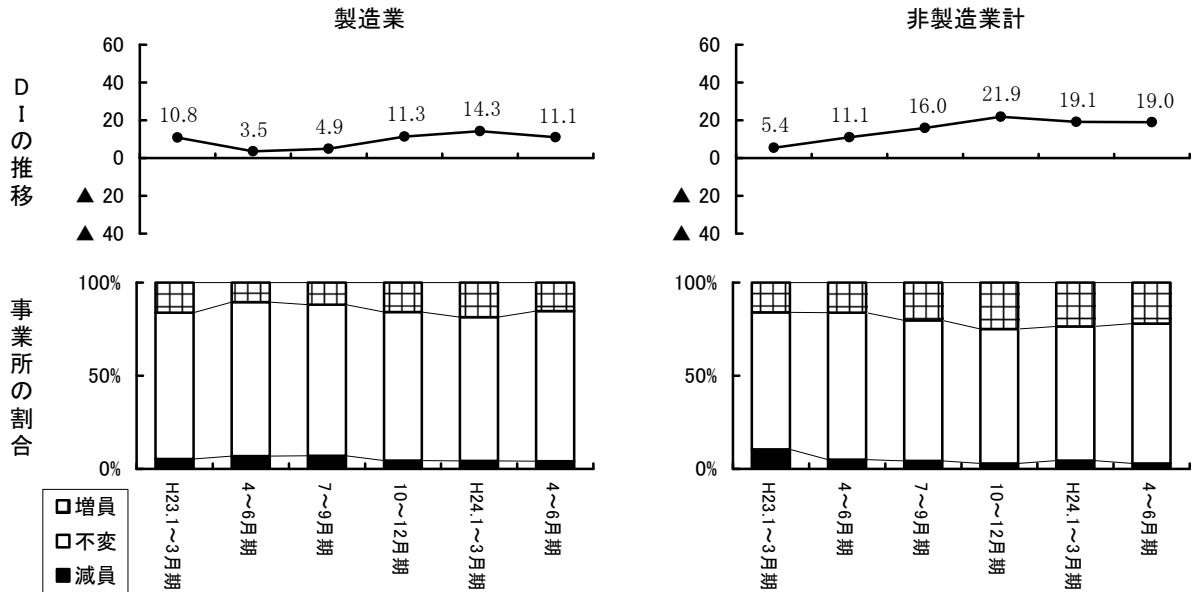 製造業
非製造業計
DIの推移
60
40
20
0
▲ 20
▲ 40
10.8
3.5
4.9
11.3
14.3
11.1
60
40
20
0
▲ 20
▲ 40
5.4
11.1
16.0
21.9
19.1
19.0
事業所の割合
100%
50%
0%
100%
50%
0%
H23.1～3月期
4～6月期
7～9月期
10～12月期
H24.1～3月期
4～6月期
H23.1～3月期
4～6月期
7～9月期
10～12月期
H24.1～3月期
4～6月期
増員
不変
減員